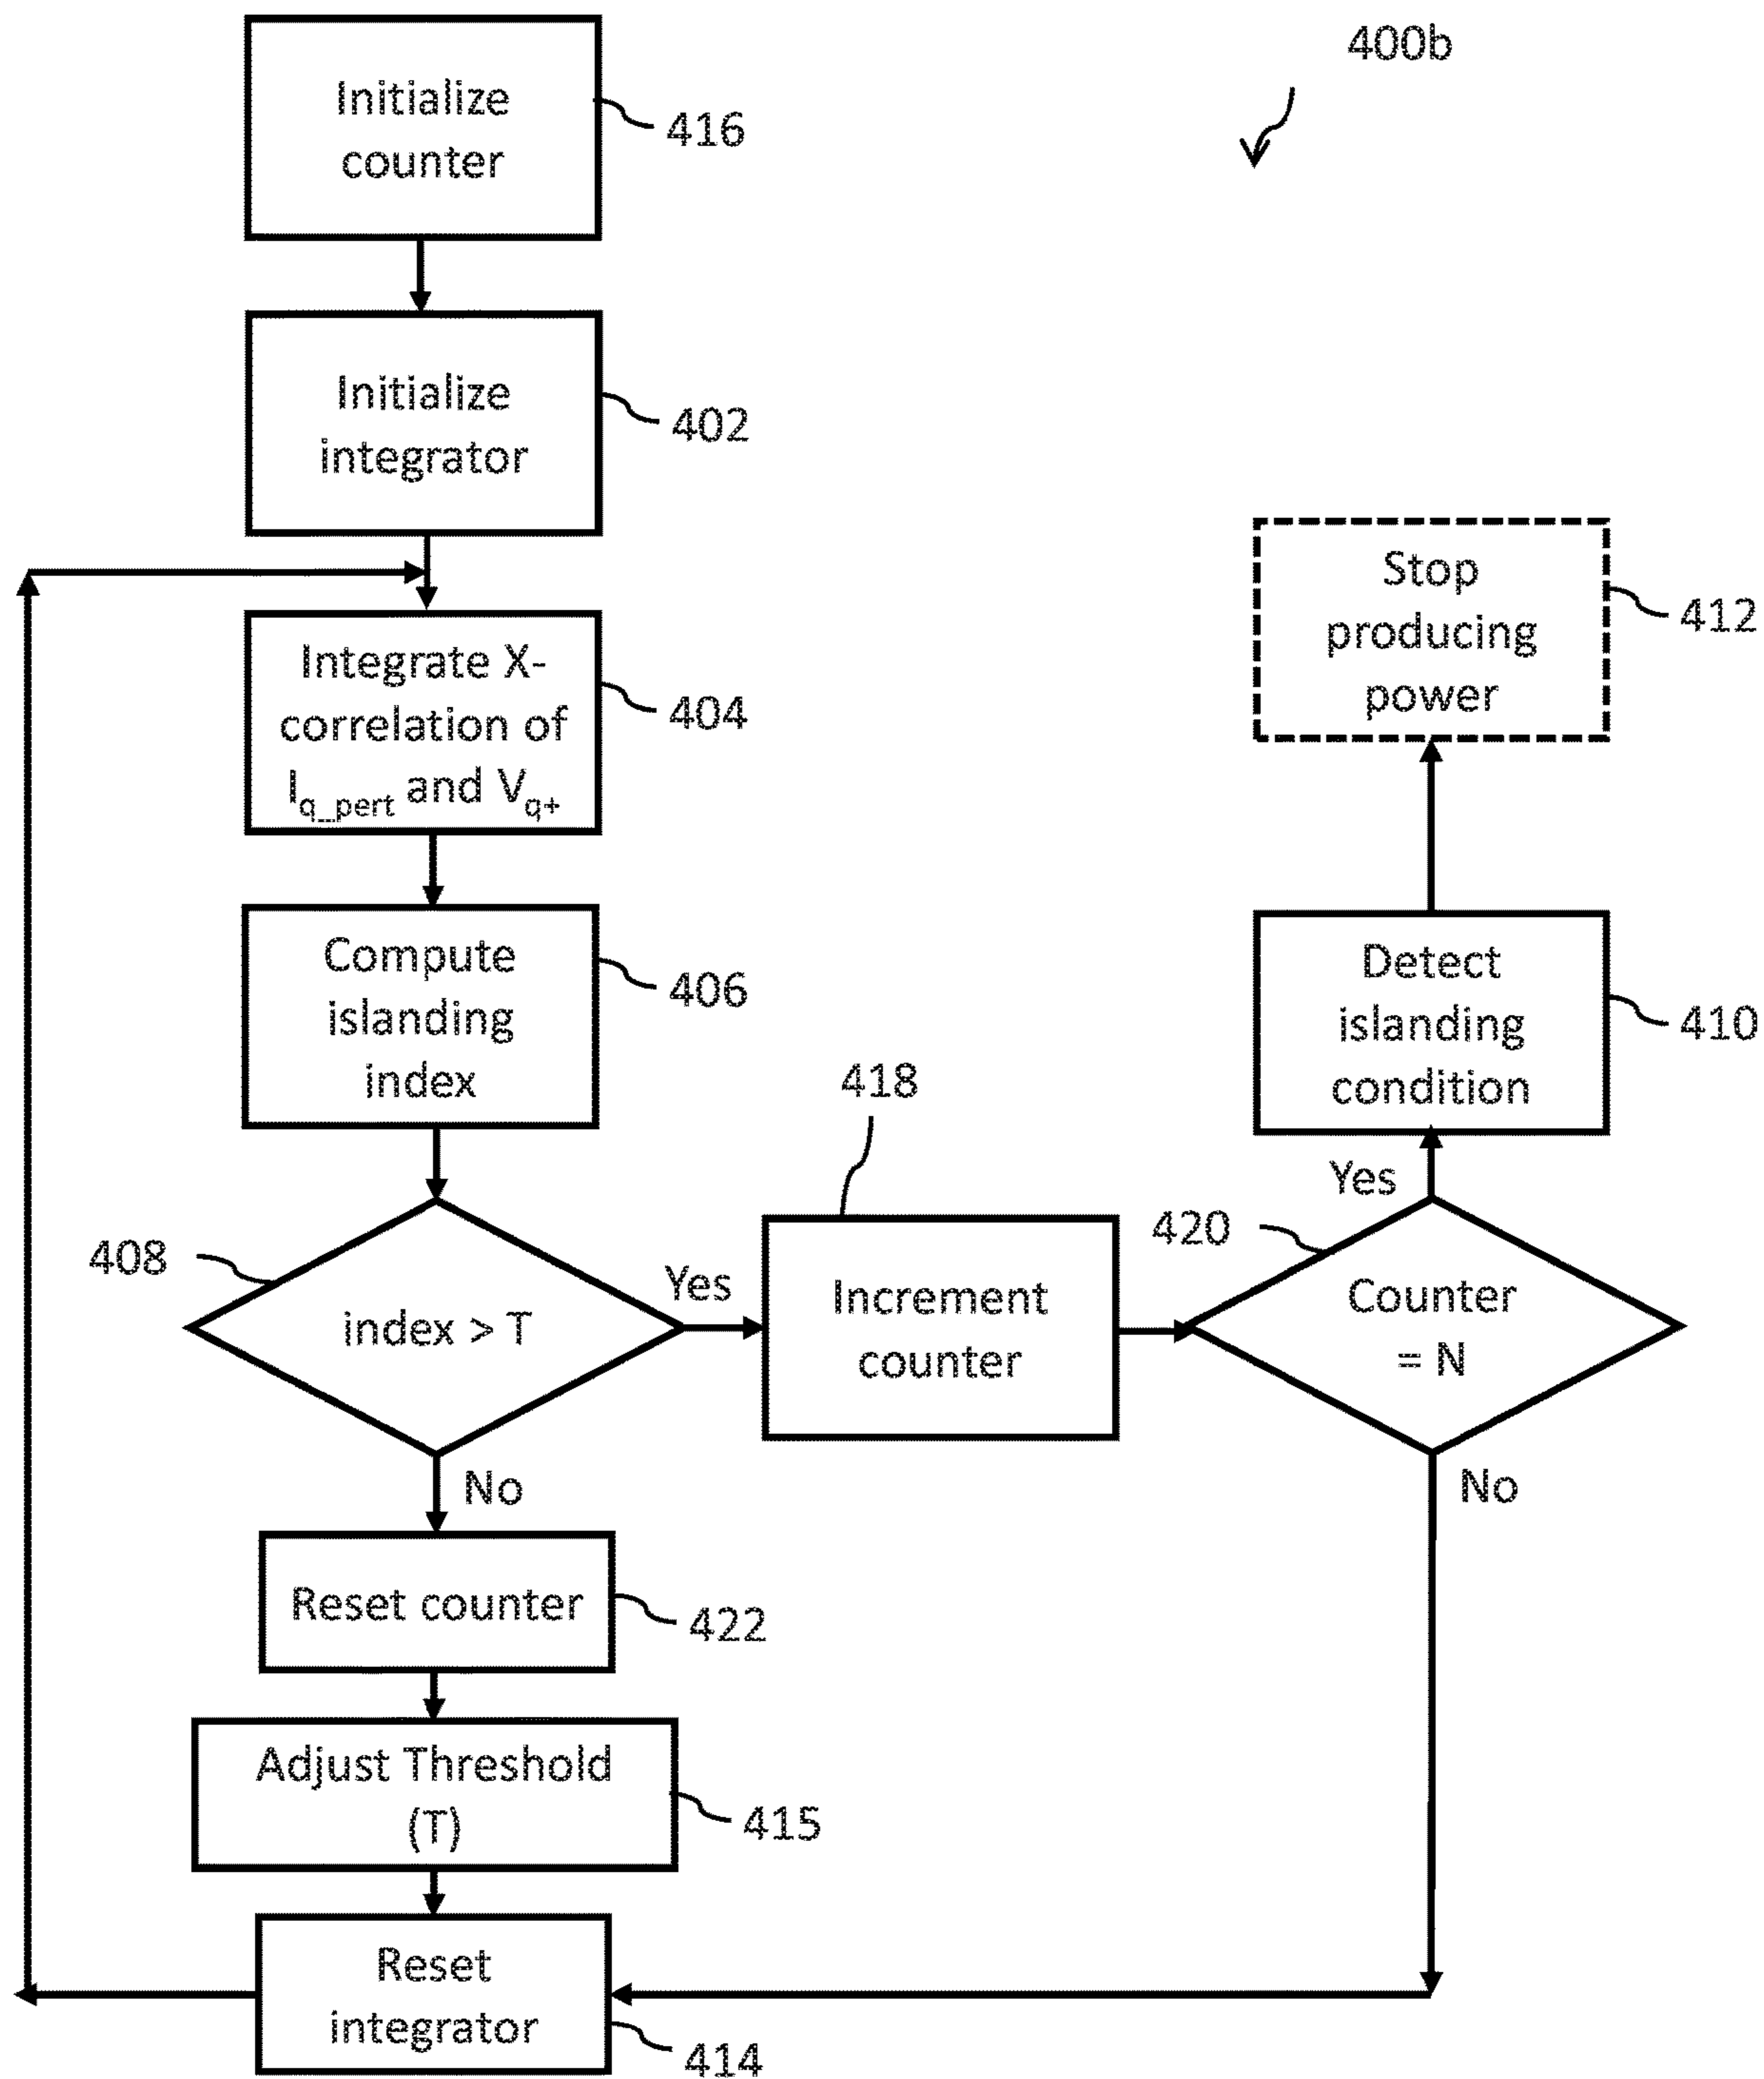 400b
Initialize
counter
416
Initialize
integrator
402
Integrate X-
correlation of
I_q_pert and V_q+
404
Stop
producing
power
412
Compute
islanding
index
406
Detect
islanding
condition
410
418
408
index > T
Yes
Increment
counter
420
Yes
Counter
= N
No
No
Reset counter
422
Adjust Threshold
(T)
415
Reset
integrator
414